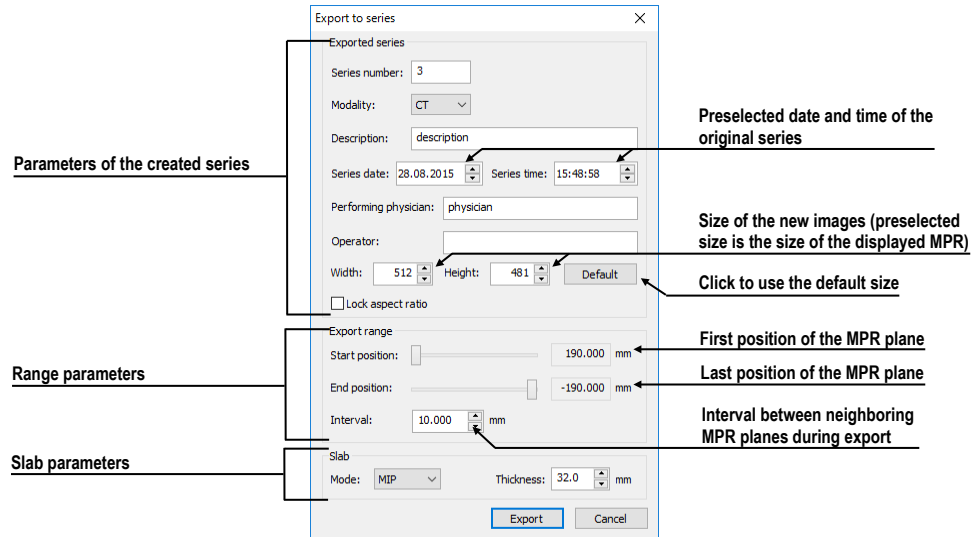 Export to series
Exported series
Series number: 3
Modality: CT
Preselected date and time of the
original series
Description: description
Parameters of the created series
Series date: 28.08.2015 Series time: 15:48:58
Performing physician: physician
Size of the new images (preselected
size is the size of the displayed MPR)
Operator:
Width: 512 Height: 481 Default
Click to use the default size
Lock aspect ratio
Export range
First position of the MPR plane
Start position: 190.000 mm
Range parameters
Last position of the MPR plane
End position: -190.000 mm
Interval between neighboring
MPR planes during export
Interval: 10.000 mm
Slab parameters
Slab
Mode: MIP Thickness: 32.0 mm
Export Cancel